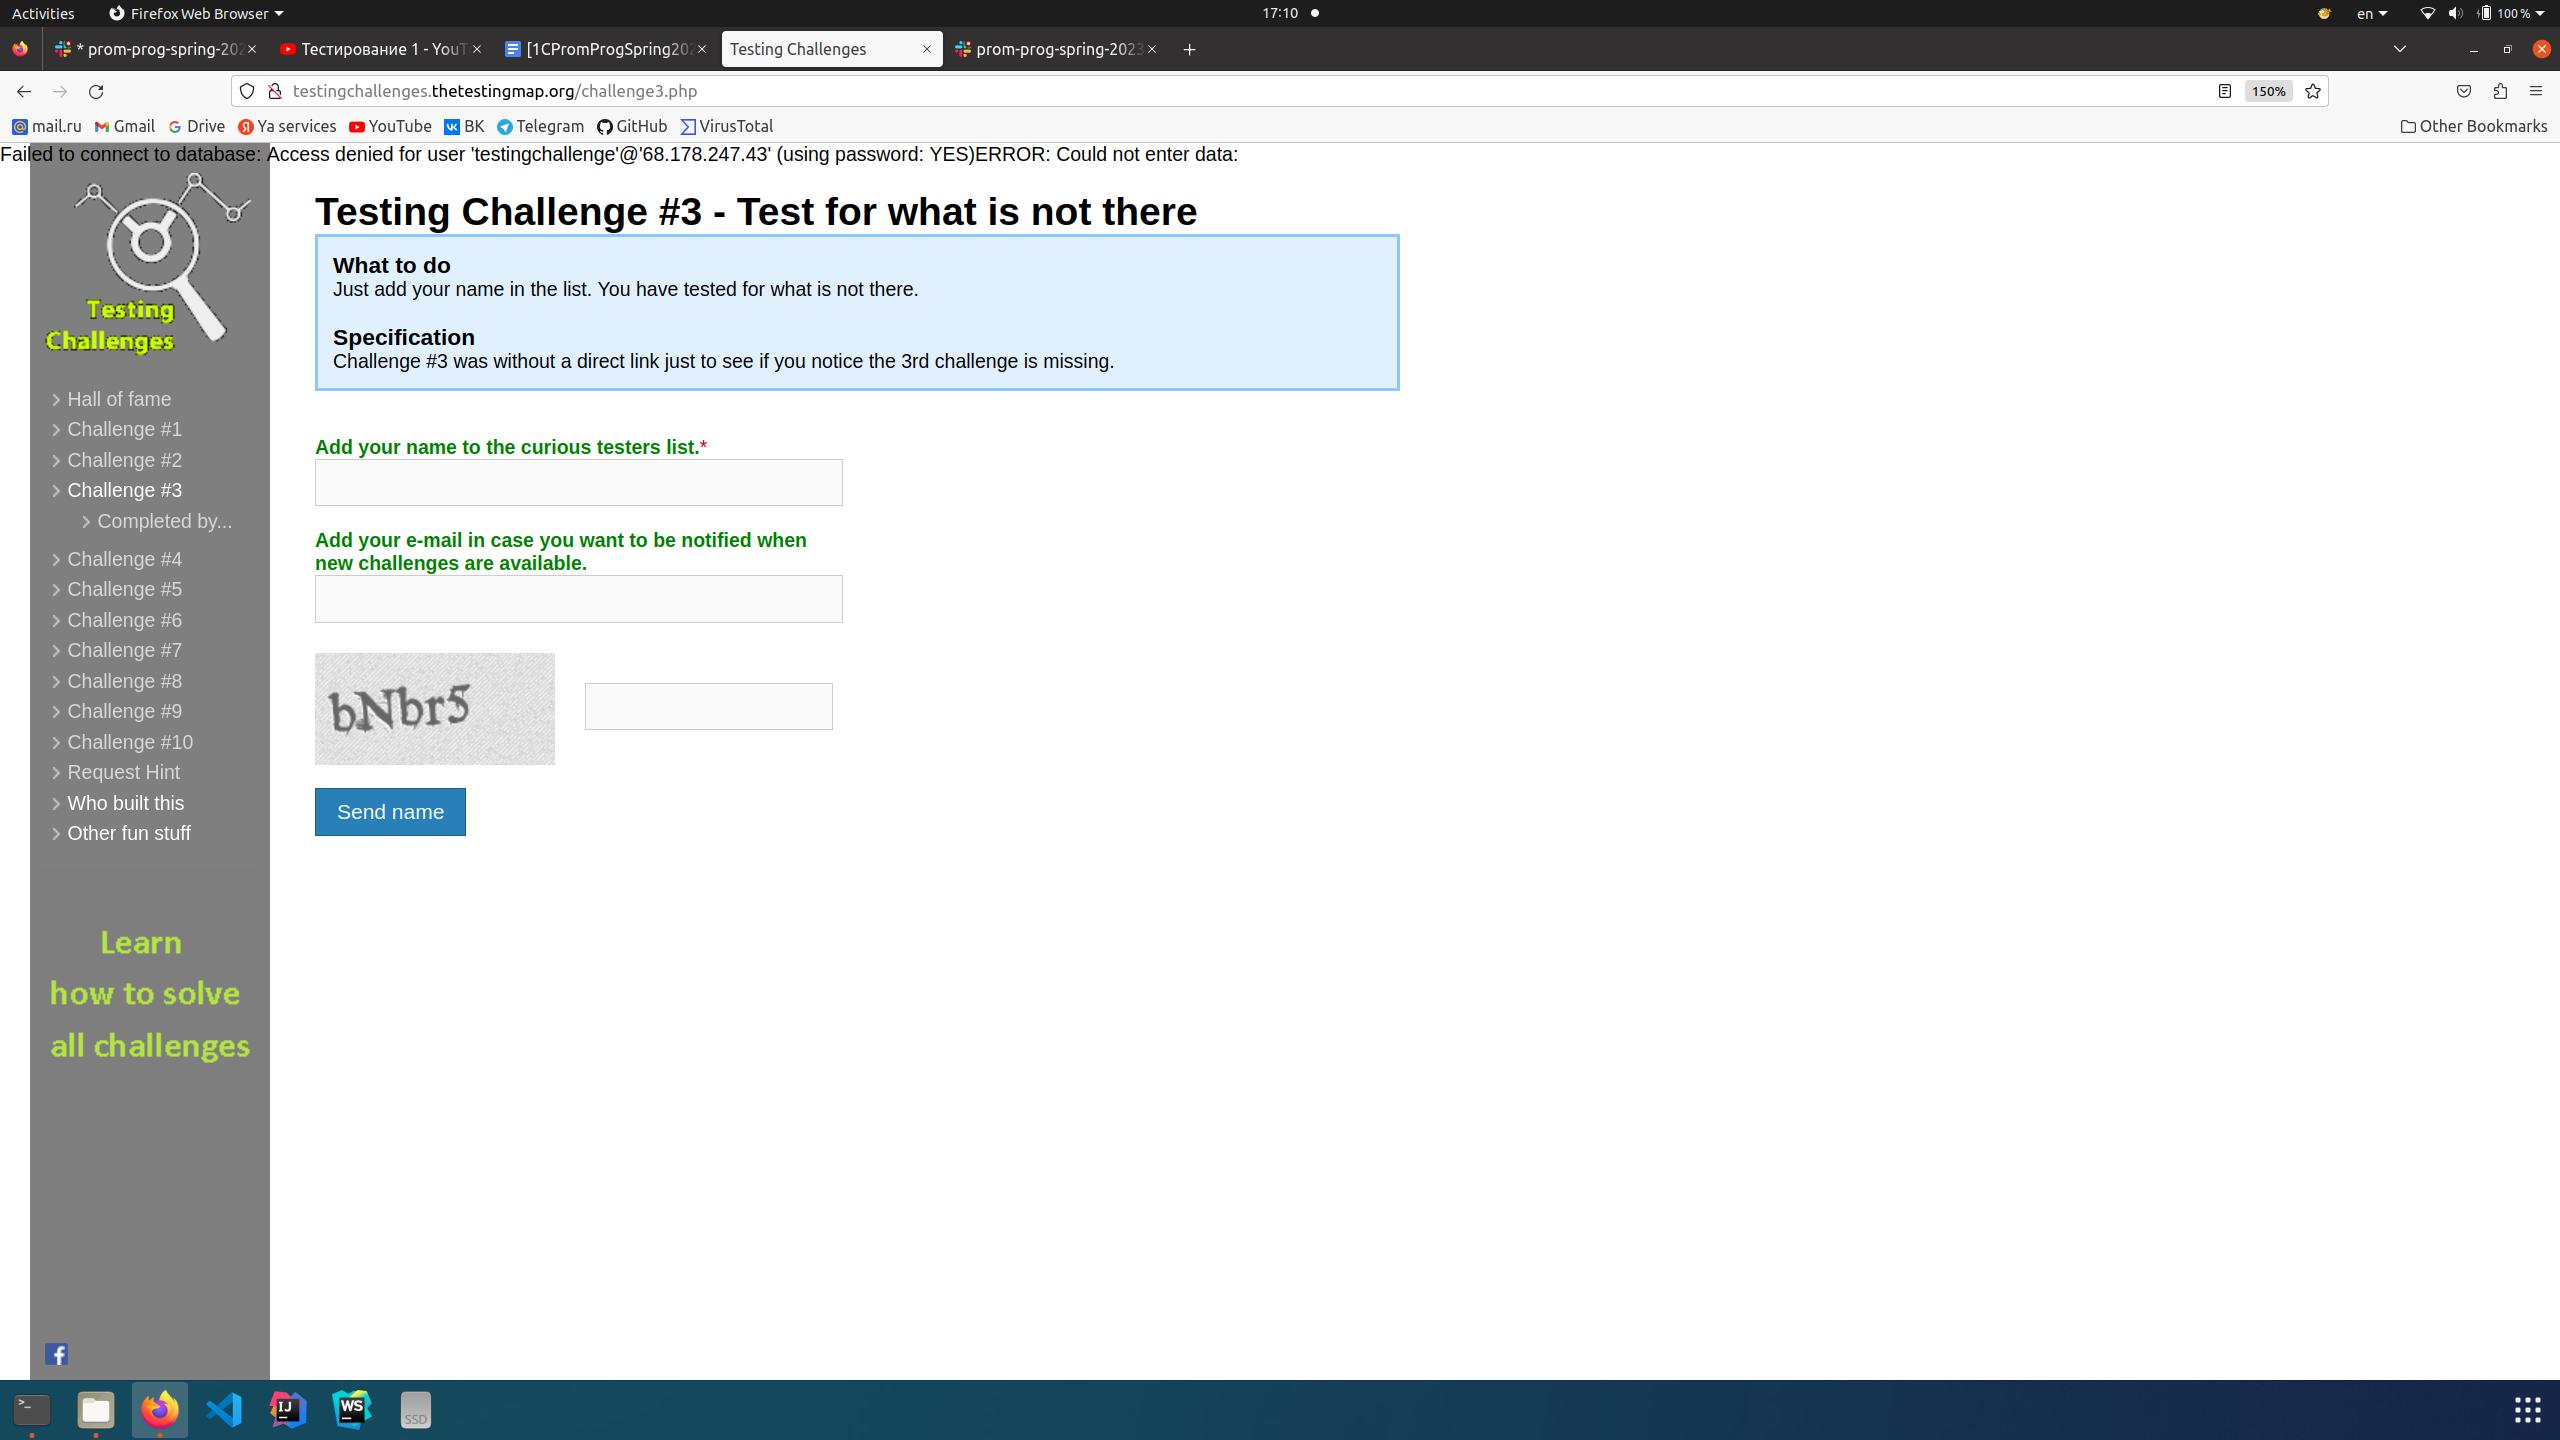 Activities
Firefox Web Browser
17:10
en
100 %
* prom-prog-spring-202
Тестирование 1 - YouT
[1CPromProgSpring202
Testing Challenges
prom-prog-spring-2023
testingchallenges.thetestingmap.org/challenge3.php
150%
mail.ru
Gmail
Drive
Ya services
YouTube
ВК
Telegram
GitHub
VirusTotal
Other Bookmarks
Failed to connect to database: Access denied for user 'testingchallenge'@'68.178.247.43' (using password: YES)ERROR: Could not enter data:
Testing
Challenges
Hall of fame
Challenge #1
Challenge #2
Challenge #3
Completed by...
Challenge #4
Challenge #5
Challenge #6
Challenge #7
Challenge #8
Challenge #9
Challenge #10
Request Hint
Who built this
Other fun stuff
Learn
how to solve
all challenges
Testing Challenge #3 - Test for what is not there
What to do
Just add your name in the list. You have tested for what is not there.
Specification
Challenge #3 was without a direct link just to see if you notice the 3rd challenge is missing.
Add your name to the curious testers list.*
Add your e-mail in case you want to be notified when
new challenges are available.
bNbr5
Send name
IJ
WS
SSD